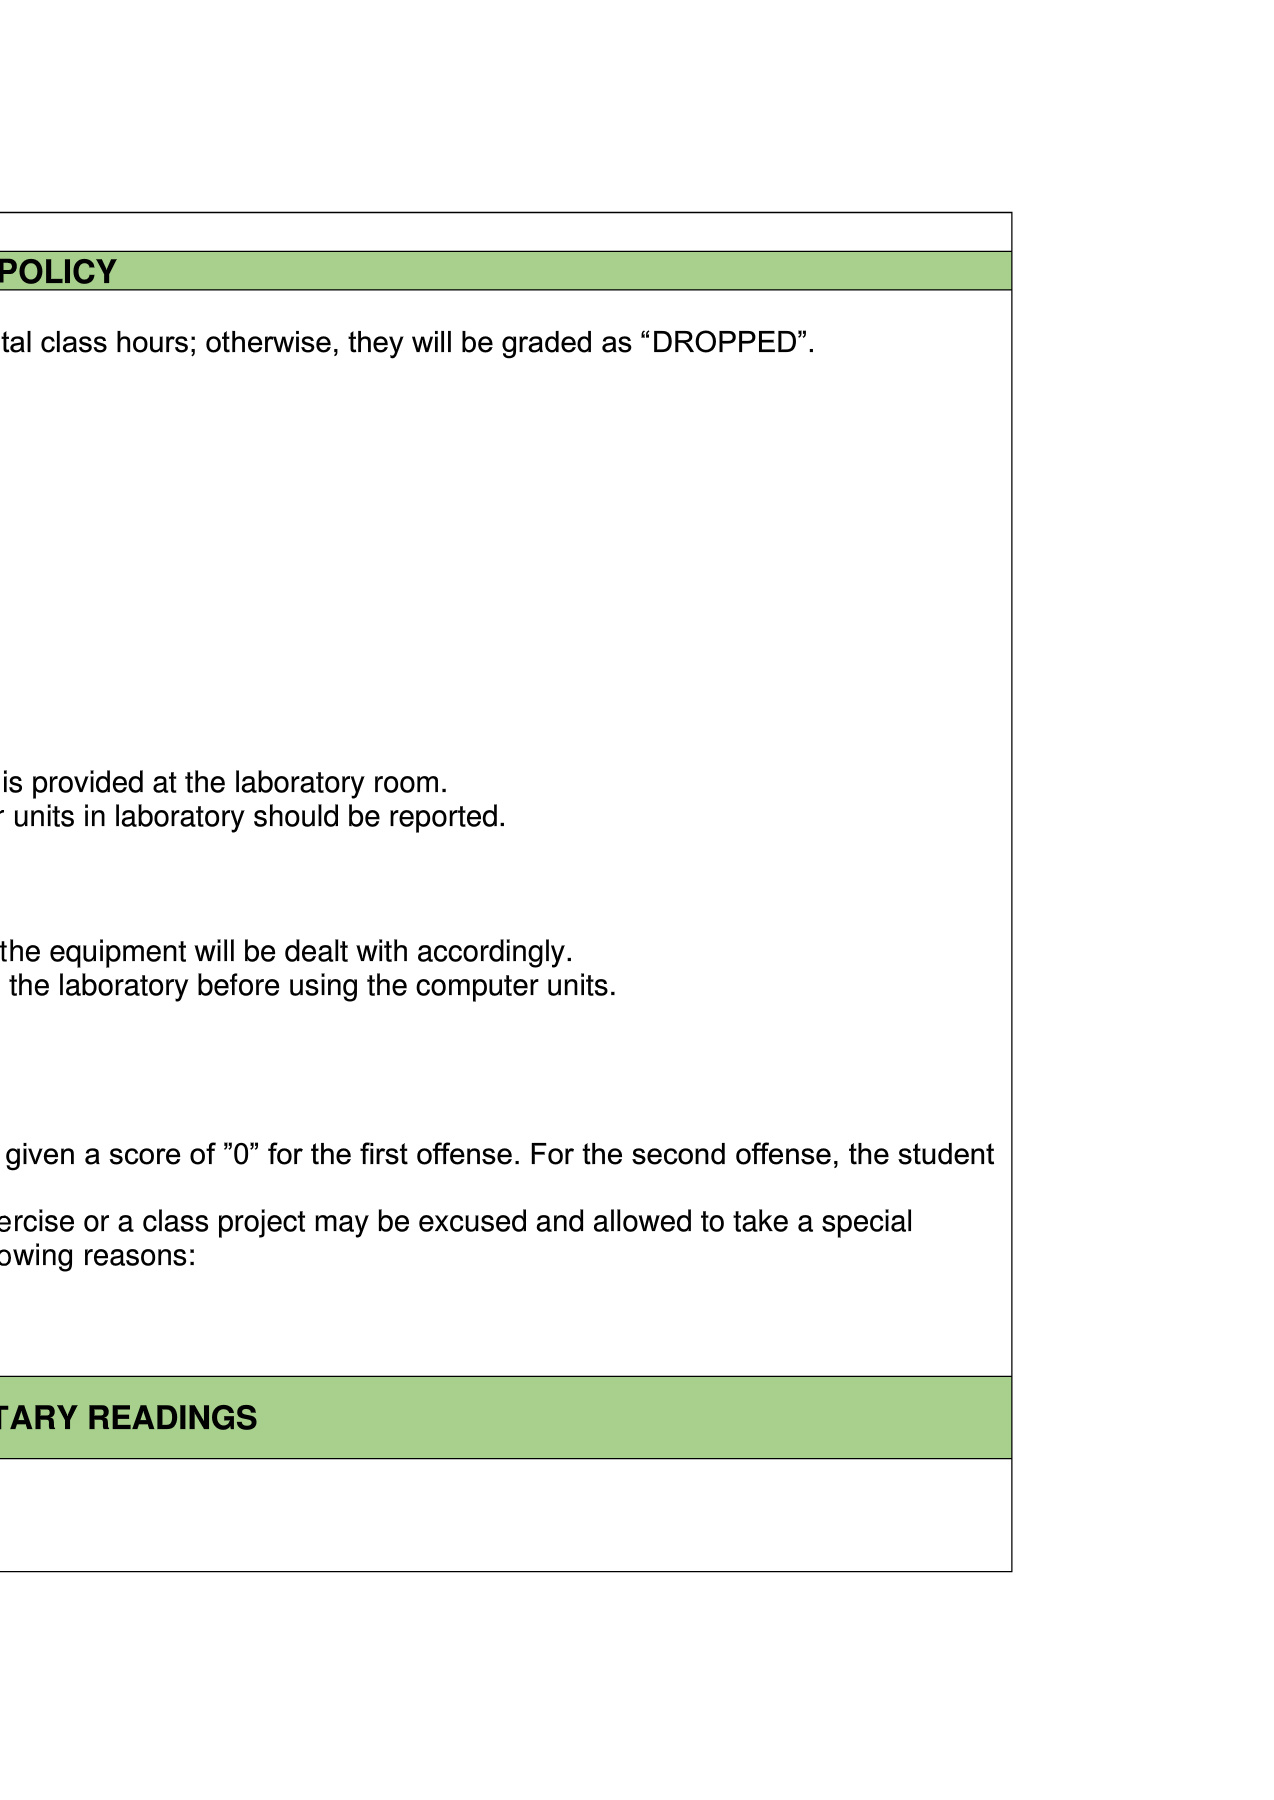 POLICY
tal class hours; otherwise, they will be graded as “DROPPED”.
is provided at the laboratory room.
r units in laboratory should be reported.
the equipment will be dealt with accordingly.
the laboratory before using the computer units.
given a score of ”0” for the first offense. For the second offense, the student
ercise or a class project may be excused and allowed to take a special
owing reasons:
TARY READINGS